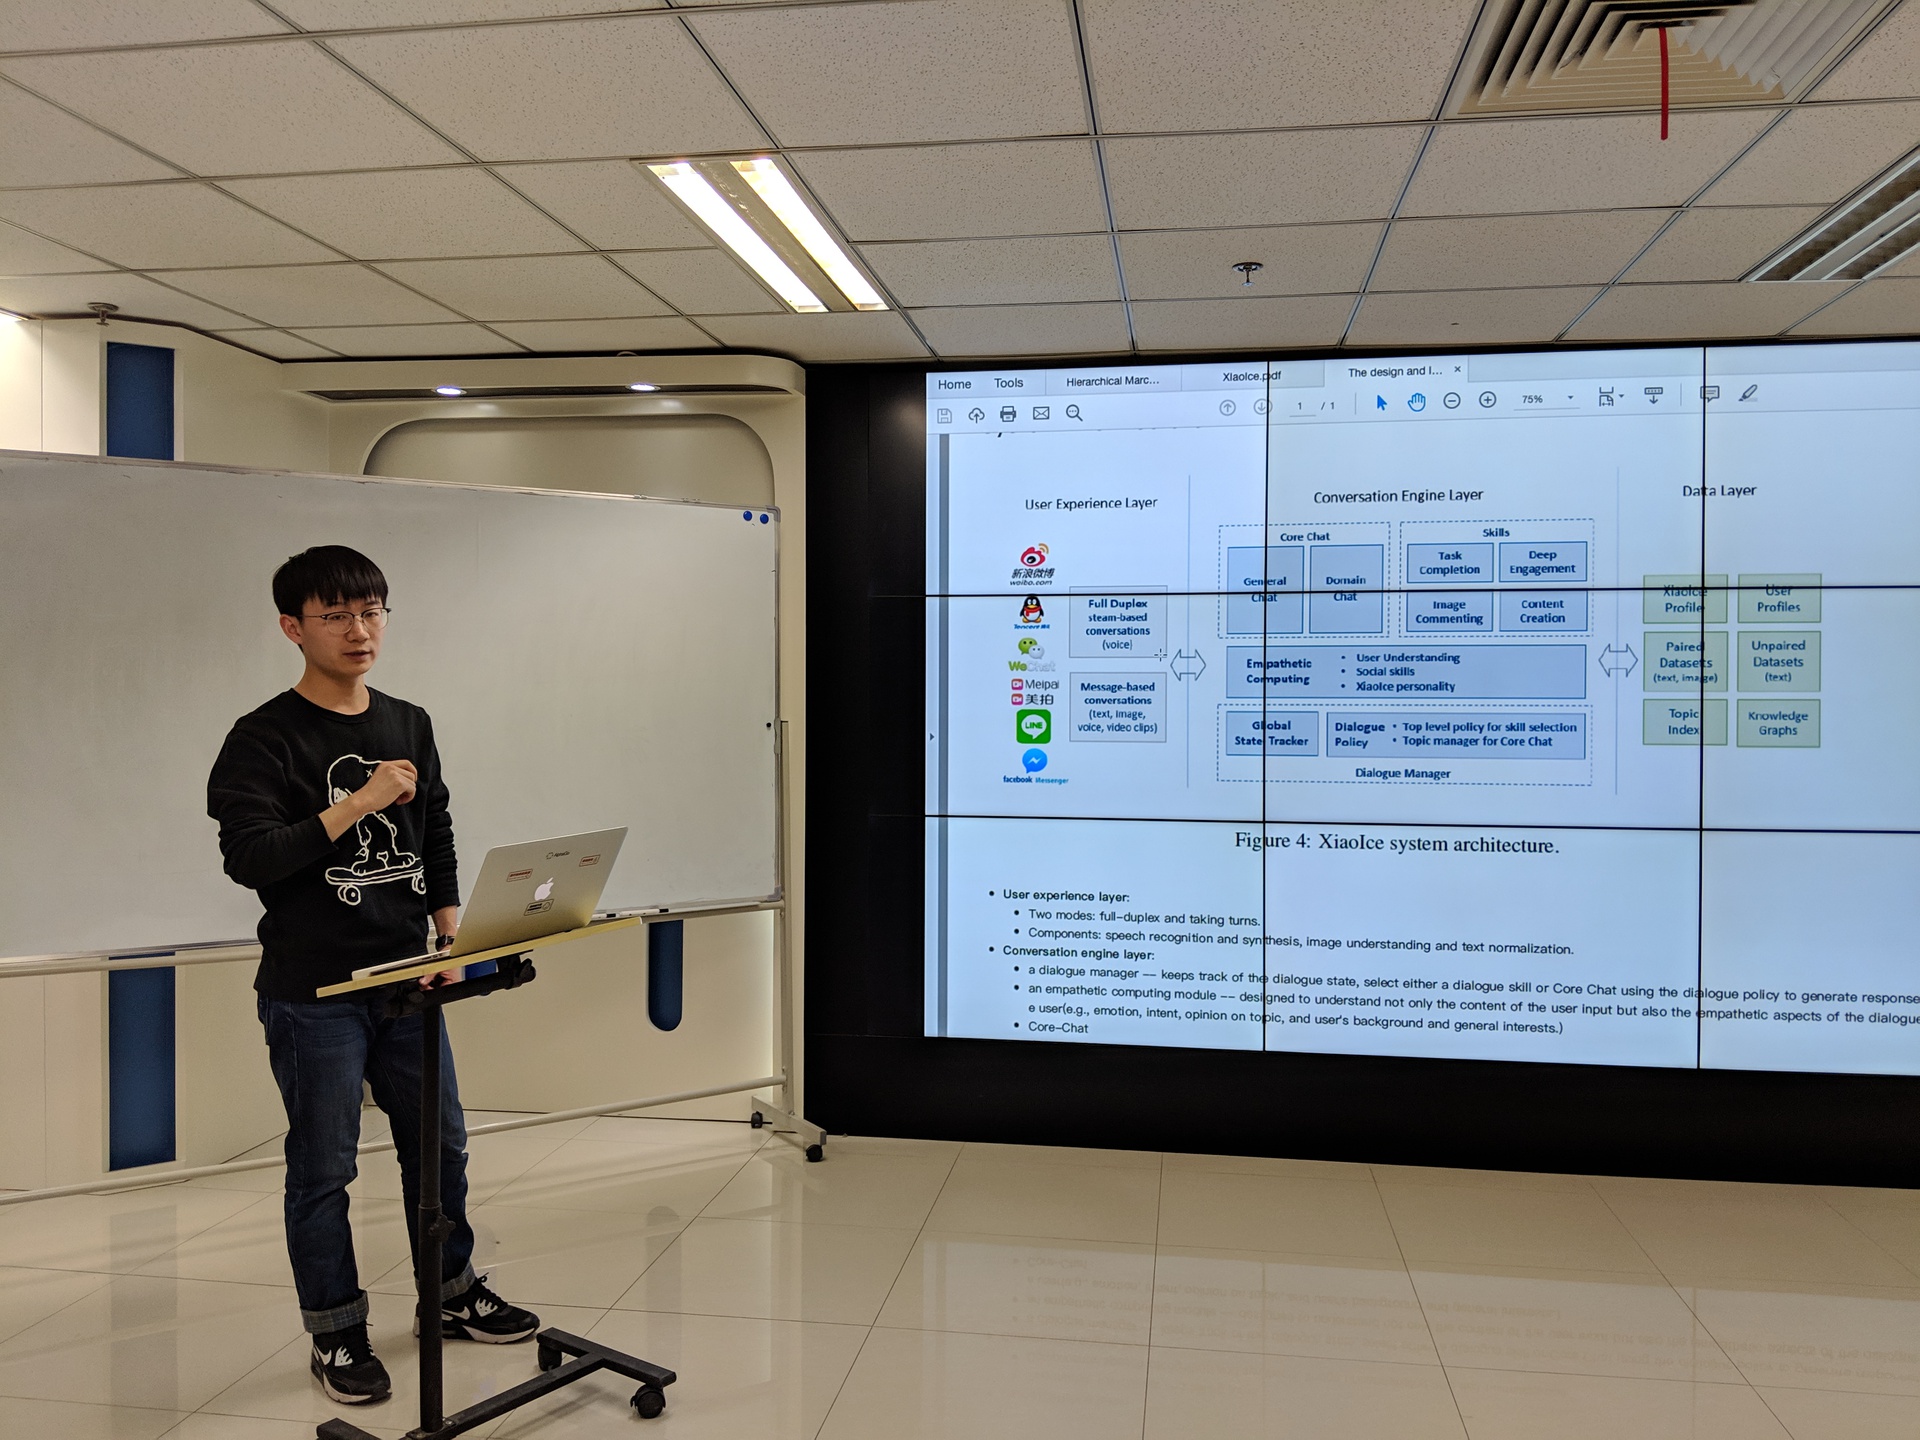 Home
Tools
Hierarchical Marc...
XIaoIce.pdf
The design and I...
1 / 1
75%
User Experience Layer
Conversation Engine Layer
Data Layer
新浪微博
weibo.com
WeChat
Meipai
美拍
LINE
facebook Messenger
Full Duplex
steam-based
conversations
(voice)
Message-based
conversations
(text, image,
voice, video clips)
Core Chat
General
Chat
Domain
Chat
Skills
Task
Completion
Deep
Engagement
Image
Commenting
Content
Creation
Empathetic
Computing
• User Understanding
• Social skills
• XiaoIce personality
Global
State Tracker
Dialogue
Policy
• Top level policy for skill selection
• Topic manager for Core Chat
Dialogue Manager
XiaoIce
Profile
User
Profiles
Paired
Datasets
(text, image)
Unpaired
Datasets
(text)
Topic
Index
Knowledge
Graphs
Figure 4: XiaoIce system architecture.
• User experience layer:
• Two modes: full-duplex and taking turns.
• Components: speech recognition and synthesis, image understanding and text normalization.
• Conversation engine layer:
• a dialogue manager -- keeps track of the dialogue state, select either a dialogue skill or Core Chat using the dialogue policy to generate response
• an empathetic computing module -- designed to understand not only the content of the user input but also the empathetic aspects of the dialogue
e user(e.g., emotion, intent, opinion on topic, and user's background and general interests.)
• Core-Chat